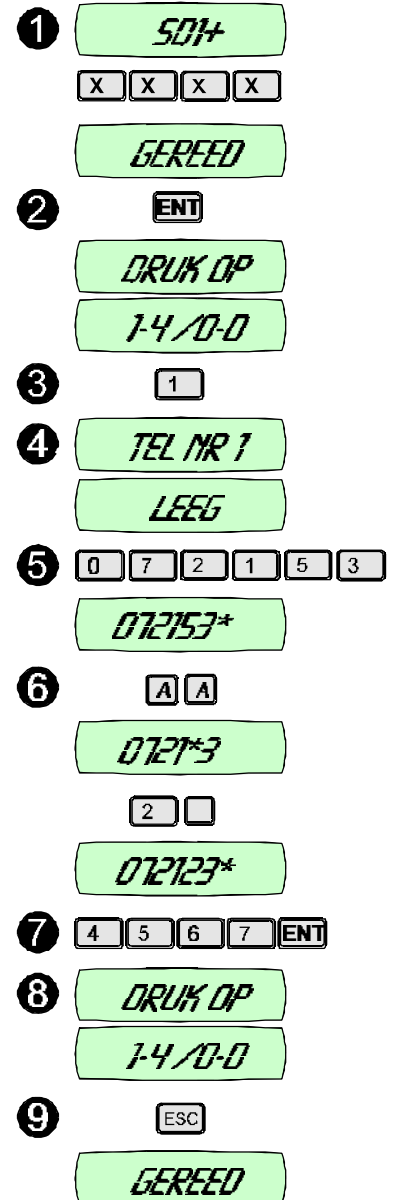 1 SD1+
X X X X
GEREED
2 ENT
DRUK OP
1-4/0-0
3 1
4 TEL NR 1
LEEG
5 0 7 2 1 5 3
072153*
6 A A
0721*3
2
072123*
7 4 5 6 7 ENT
8 DRUK OP
1-4/0-0
9 ESC
GEREED